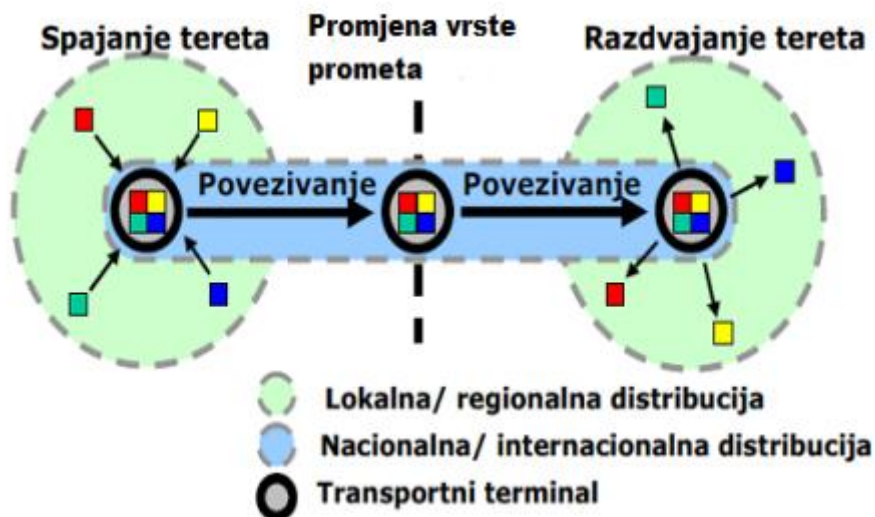 Spajanje tereta
Promjena vrste
prometa
Razdvajanje tereta
Povezivanje
Povezivanje
Lokalna/ regionalna distribucija
Nacionalna/ internacionalna distribucija
Transportni terminal